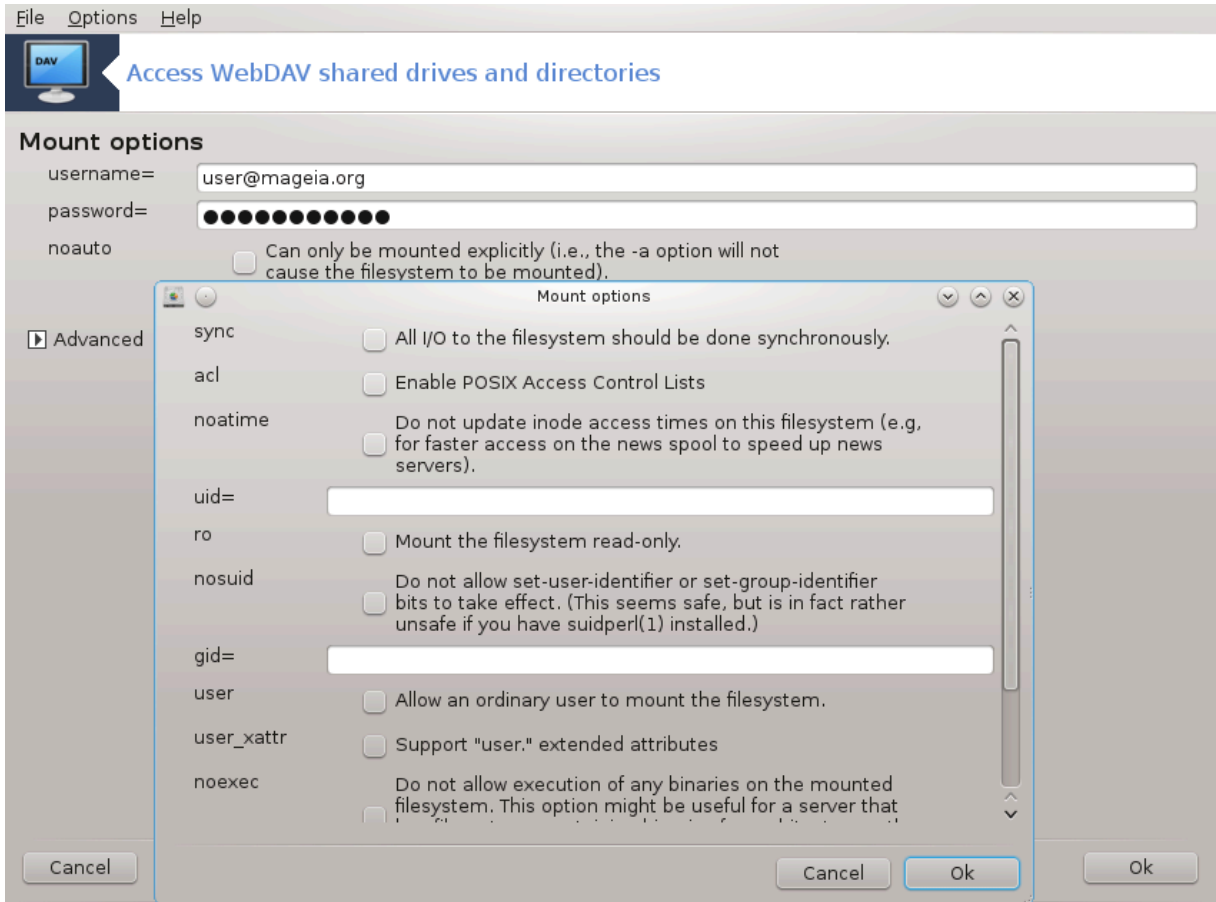 File Options Help
DAV
Access WebDAV shared drives and directories
Mount options
username=
user@mageia.org
password=
●●●●●●●●●●●
noauto
Can only be mounted explicitly (i.e., the -a option will not
cause the filesystem to be mounted).
Advanced
Mount options
sync
All I/O to the filesystem should be done synchronously.
acl
Enable POSIX Access Control Lists
noatime
Do not update inode access times on this filesystem (e.g,
for faster access on the news spool to speed up news
servers).
uid=
ro
Mount the filesystem read-only.
nosuid
Do not allow set-user-identifier or set-group-identifier
bits to take effect. (This seems safe, but is in fact rather
unsafe if you have suidperl(1) installed.)
gid=
user
Allow an ordinary user to mount the filesystem.
user_xattr
Support "user." extended attributes
noexec
Do not allow execution of any binaries on the mounted
filesystem. This option might be useful for a server that
Cancel
Ok
Cancel
Ok